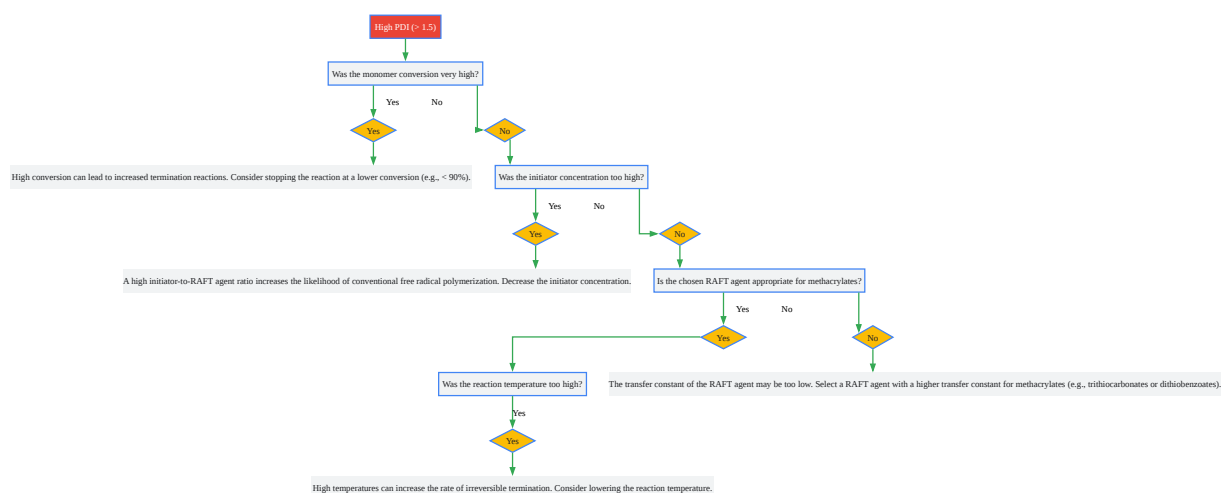 High PDI (> 1.5)
Was the monomer conversion very high?
Yes
No
Yes
No
High conversion can lead to increased termination reactions. Consider stopping the reaction at a lower conversion (e.g., < 90%).
Was the initiator concentration too high?
Yes
No
Yes
No
A high initiator-to-RAFT agent ratio increases the likelihood of conventional free radical polymerization. Decrease the initiator concentration.
Is the chosen RAFT agent appropriate for methacrylates?
Yes
No
Yes
No
Was the reaction temperature too high?
The transfer constant of the RAFT agent may be too low. Select a RAFT agent with a higher transfer constant for methacrylates (e.g., trithiocarbonates or dithiobenzoates).
Yes
Yes
High temperatures can increase the rate of irreversible termination. Consider lowering the reaction temperature.